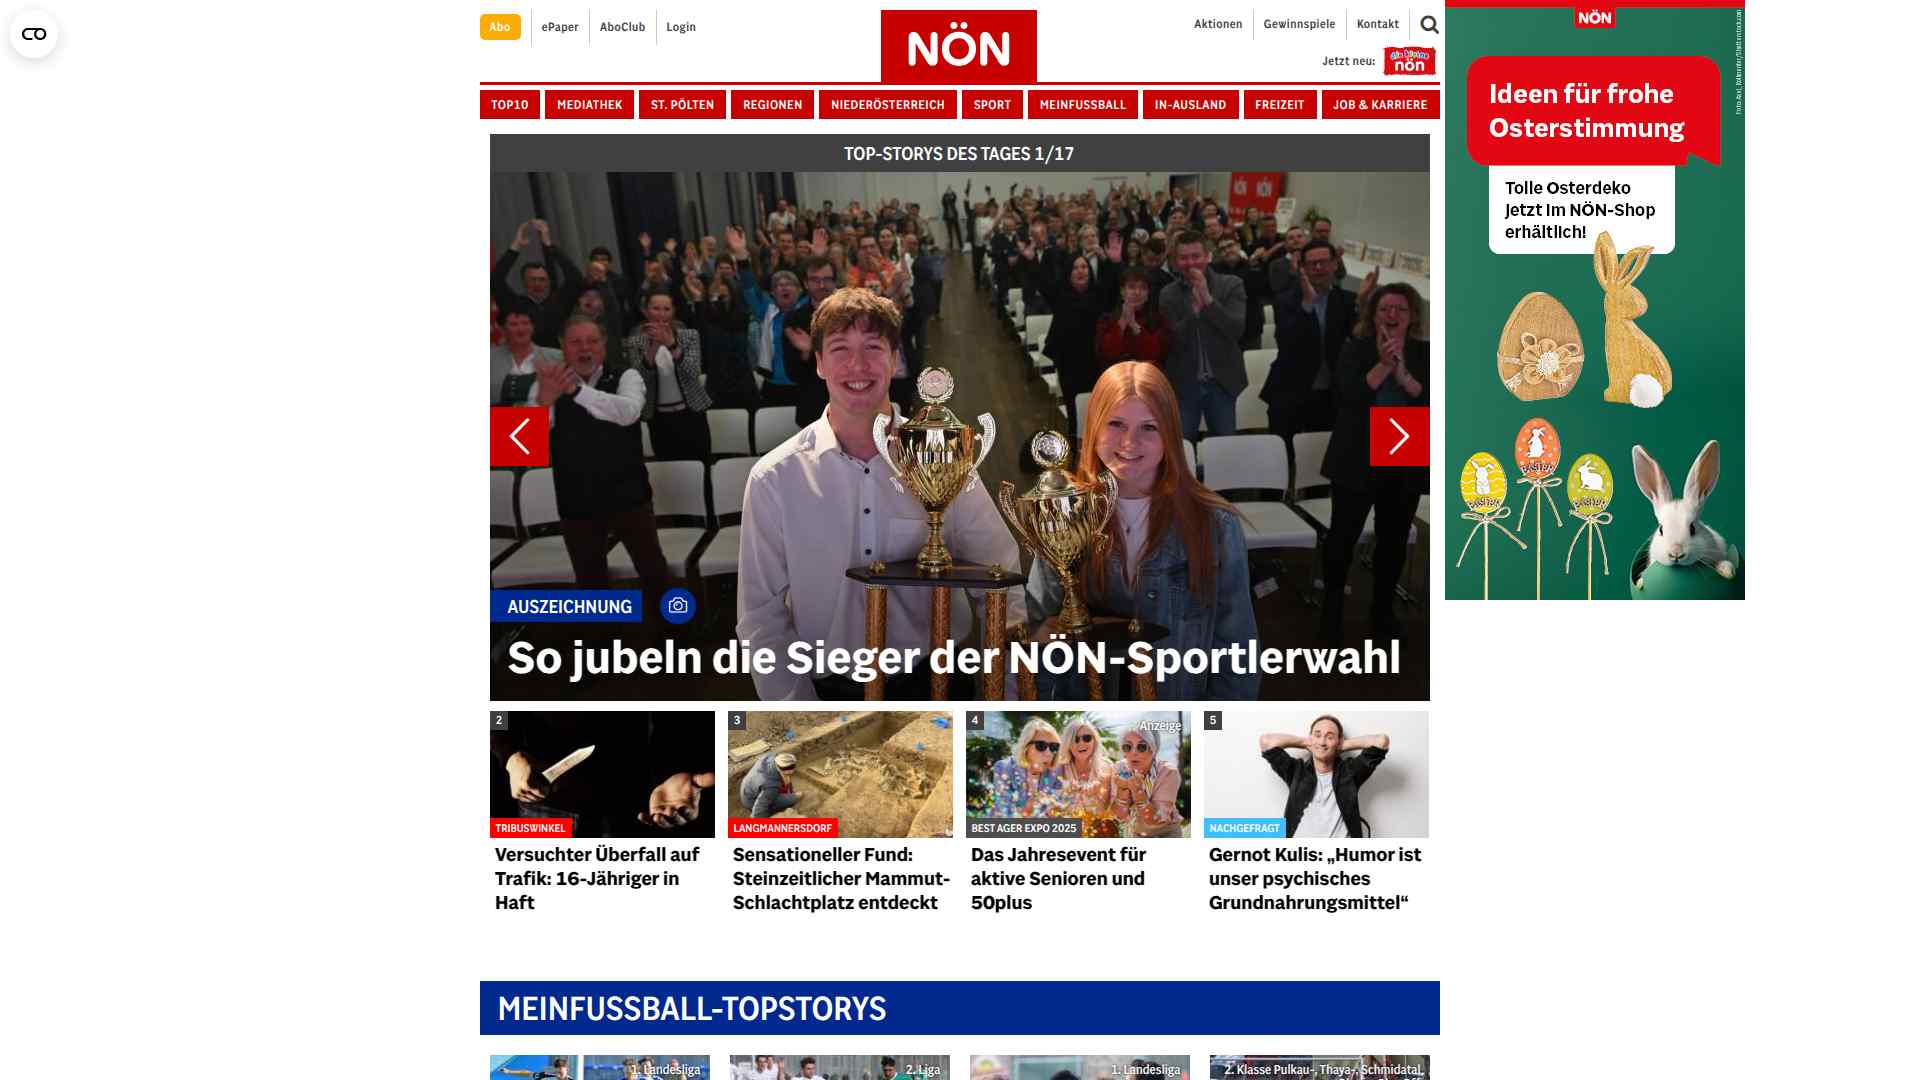 Abo
ePaper
AboClub
Login
NÖN
Aktionen
Gewinnspiele
Kontakt
Jetzt neu:
die kleine
nön
TOP10
MEDIATHEK
ST. PÖLTEN
REGIONEN
NIEDERÖSTERREICH
SPORT
MEINFUSSBALL
IN-AUSLAND
FREIZEIT
JOB & KARRIERE
TOP-STORYS DES TAGES 1/17
NÖN
NÖN
AUSZEICHNUNG
So jubeln die Sieger der NÖN-Sportlerwahl
2
TRIBUSWINKEL
Versuchter Überfall auf
Trafik: 16-Jähriger in
Haft
3
LANGMANNERSDORF
Sensationeller Fund:
Steinzeitlicher Mammut-
Schlachtplatz entdeckt
4
Anzeige
BEST AGER EXPO 2025
Das Jahresevent für
aktive Senioren und
50plus
5
NACHGEFRAGT
Gernot Kulis: „Humor ist
unser psychisches
Grundnahrungsmittel“
MEINFUSSBALL-TOPSTORYS
1. Landesliga
2. Liga
1. Landesliga
2. Klasse Pulkau-, Thaya-, Schmidatal,
NÖN
Ideen für frohe
Osterstimmung
Tolle Osterdeko
jetzt im NÖN-Shop
erhältlich!
EASTER
EASTER
EASTER